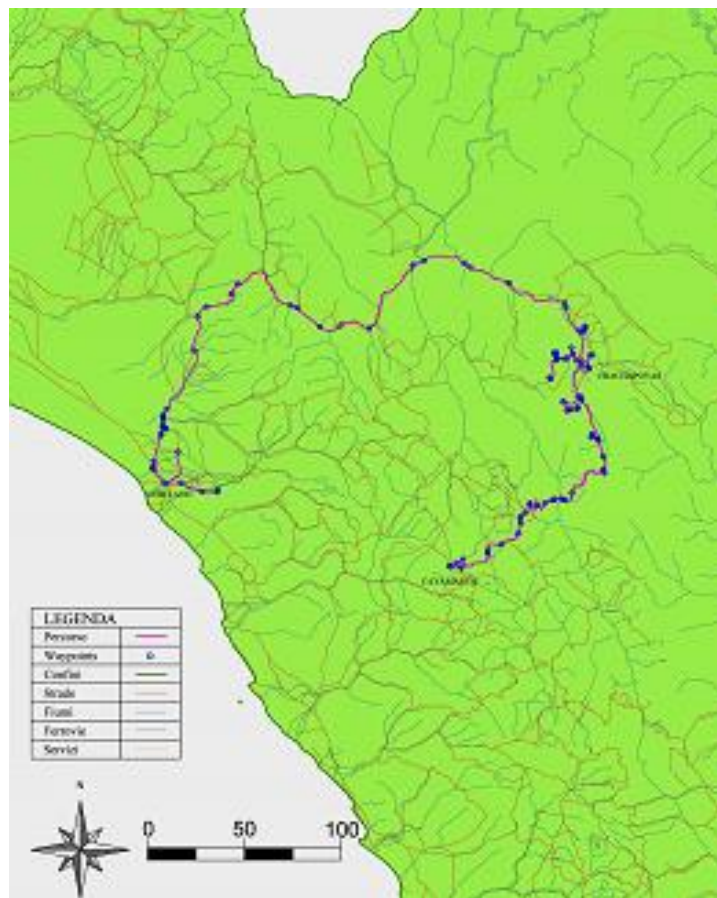 LEGENDA
Percorso
Waypoints
Confini
Strade
Fiumi
Ferrovie
Servizi
N
0 50 100